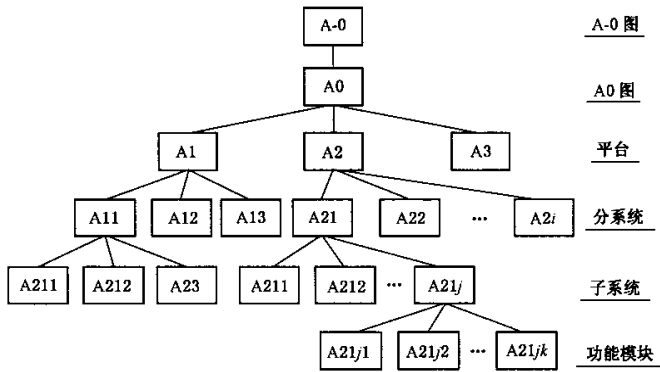 A-0 A-0图
A0 A0图
A1 A2 A3 平台
A11 A12 A13 A21 A22 … A2i 分系统
A211 A212 A23 A211 A212 … A21j 子系统
A21j1 A21j2 … A21jk 功能模块